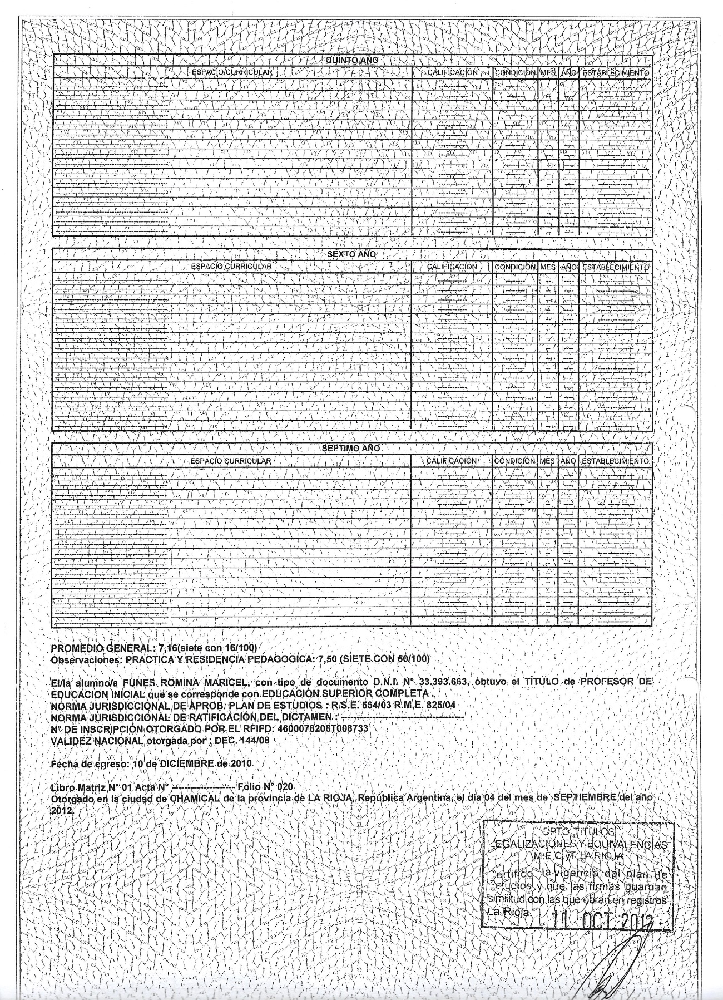 QUINTO AÑO
ESPACIO CURRICULAR CALIFICACIÓN CONDICIÓN MES AÑO ESTABLECIMIENTO
SEXTO AÑO
ESPACIO CURRICULAR CALIFICACIÓN CONDICIÓN MES AÑO ESTABLECIMIENTO
SEPTIMO AÑO
ESPACIO CURRICULAR CALIFICACIÓN CONDICIÓN MES AÑO ESTABLECIMIENTO
PROMEDIO GENERAL: 7,16(siete con 16/100)
Observaciones: PRACTICA Y RESIDENCIA PEDAGOGICA: 7,50 (SIETE CON 50/100)
El/la alumno/a FUNES, ROMINA MARICEL, con tipo de documento D.N.I. N° 33.393.663, obtuvo el TÍTULO de PROFESOR DE
EDUCACION INICIAL que se corresponde con EDUCACION SUPERIOR COMPLETA .
NORMA JURISDICCIONAL DE APROB. PLAN DE ESTUDIOS : R.S.E. 564/03 R.M.E. 825/04
NORMA JURISDICCIONAL DE RATIFICACIÓN DEL DICTAMEN : ------------------------------------
N° DE INSCRIPCIÓN OTORGADO POR EL RFIFD: 4600078208T008733
VALIDEZ NACIONAL otorgada por : DEC. 144/08
Fecha de egreso: 10 de DICIEMBRE de 2010
Libro Matriz N° 01 Acta N° ------------------- Folio N° 020
Otorgado en la ciudad de CHAMICAL de la provincia de LA RIOJA, República Argentina, el día 04 del mes de SEPTIEMBRE del año
2012.
DPTO. TITULOS
EGALIZACIONES Y EQUIVALENCIAS
M.E.C.yT. LA RIOJA
ertifico la vigencia del plan de
studios y que las firmas guardan
similitud con las que obran en registros
La Rioja. 11 OCT 2012